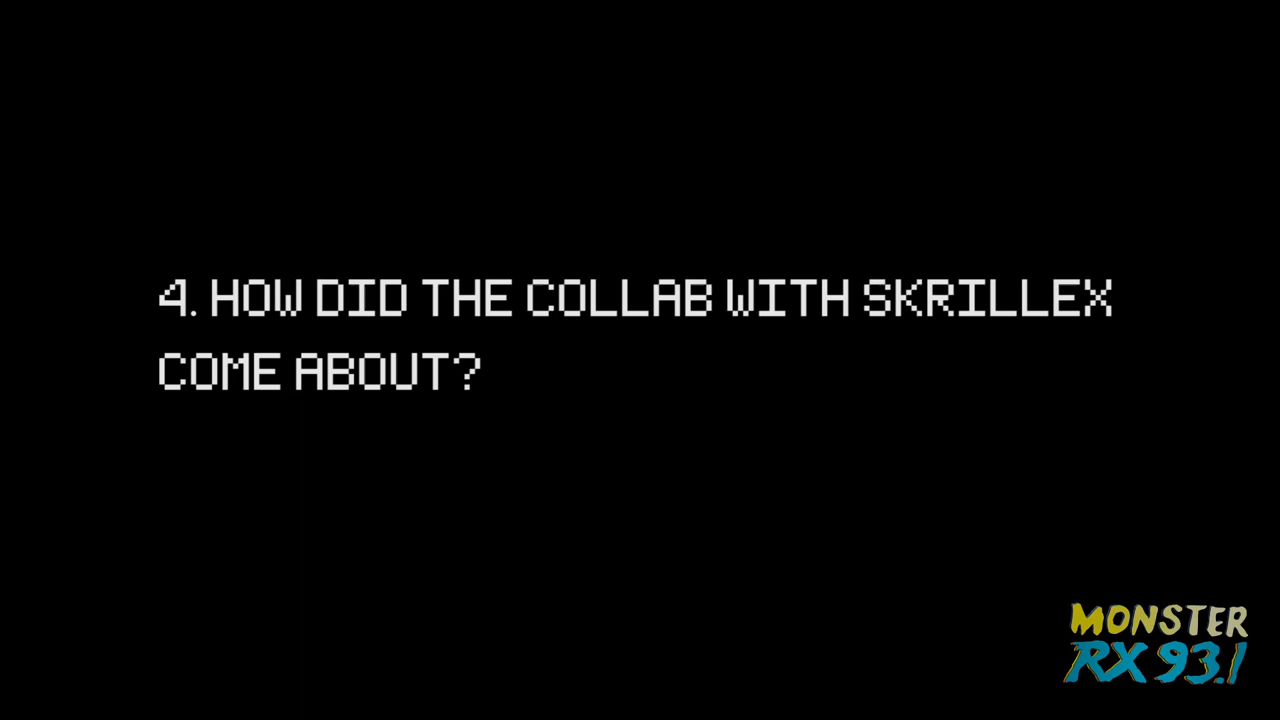 4. HOW DID THE COLLAB WITH SKRILLEX
COME ABOUT?
MONSTER
RX 93.1